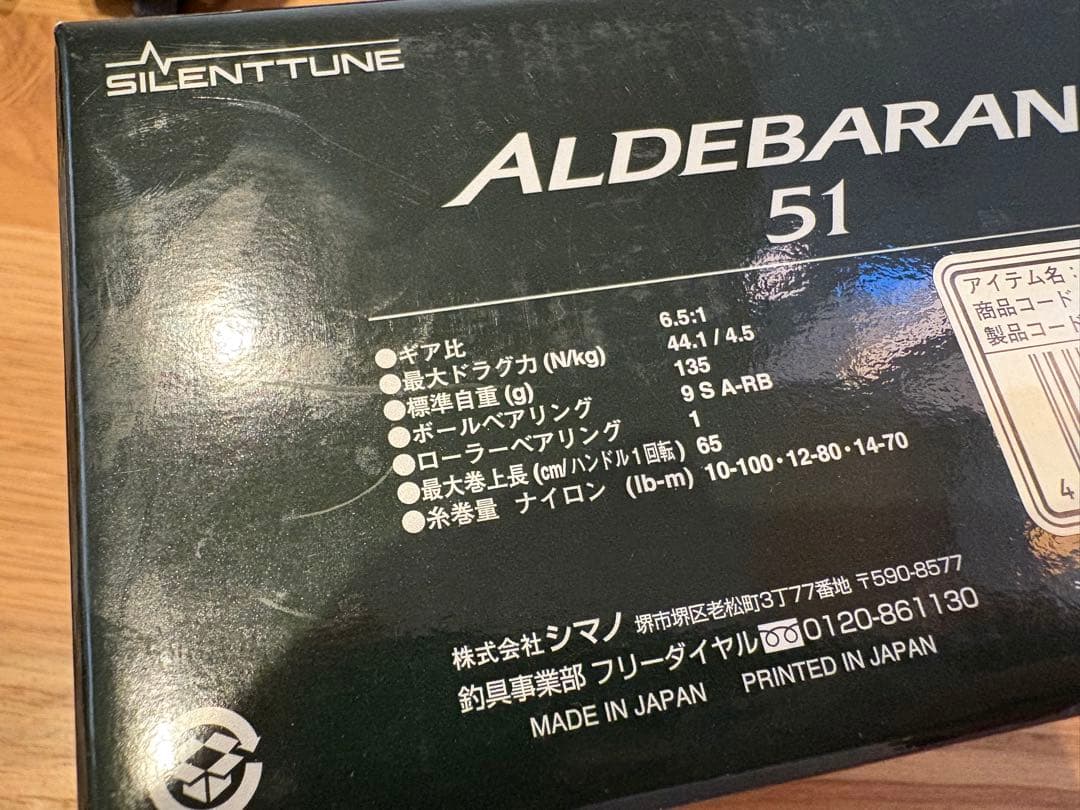 SILENTTUNE
ALDEBARAN
51
●ギア比 6.5:1
●最大ドラグ力(N/kg) 44.1/4.5
●標準自重(g) 135
●ボールベアリング 9 S A-RB
●ローラーベアリング 1
●最大巻上長(cm/ハンドル1回転) 65
●糸巻量 ナイロン (lb-m) 10-100・12-80・14-70
アイテム名:
商品コード
製品コード
4
株式会社シマノ 堺市堺区老松町3丁77番地 〒590-8577
釣具事業部 フリーダイヤル 0120-861130
MADE IN JAPAN PRINTED IN JAPAN